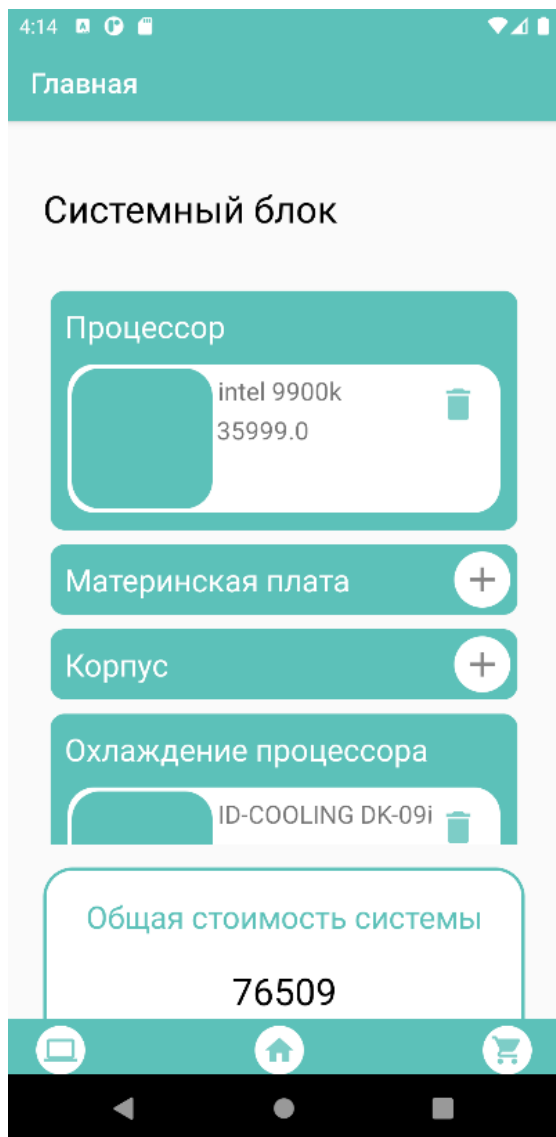 4:14
Главная
Системный блок
Процессор
intel 9900k
35999.0
Материнская плата
Корпус
Охлаждение процессора
ID-COOLING DK-09i
Общая стоимость системы
76509